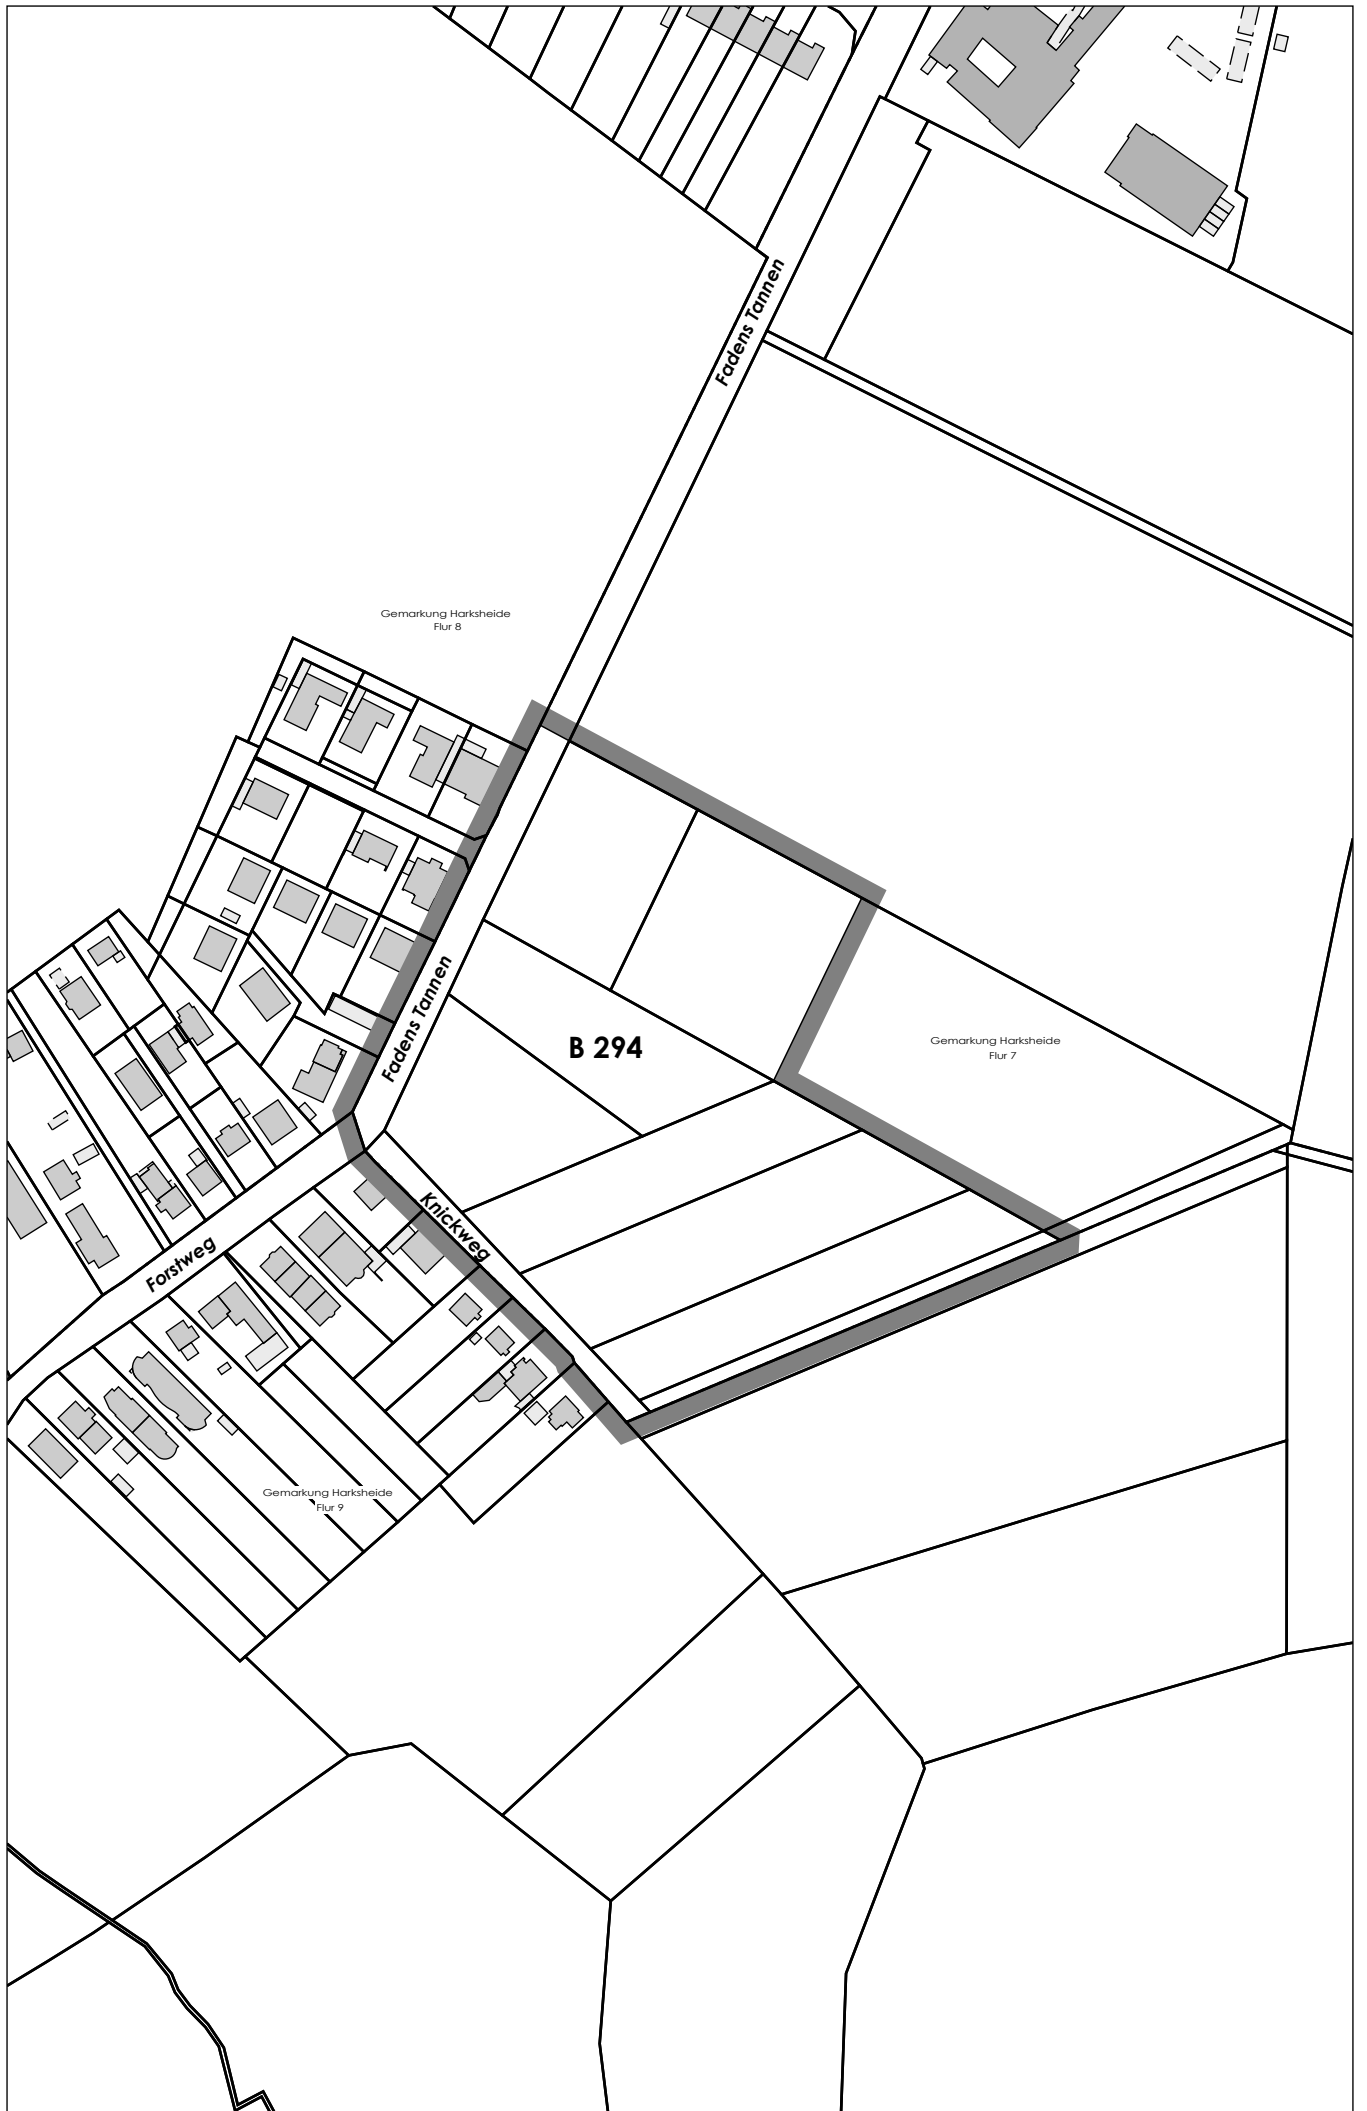 Fadens Tannen
Gemarkung Harksheide
Flur 8
Fadens Tannen
B 294
Gemarkung Harksheide
Flur 7
Knickweg
Forstweg
Gemarkung Harksheide
Flur 9